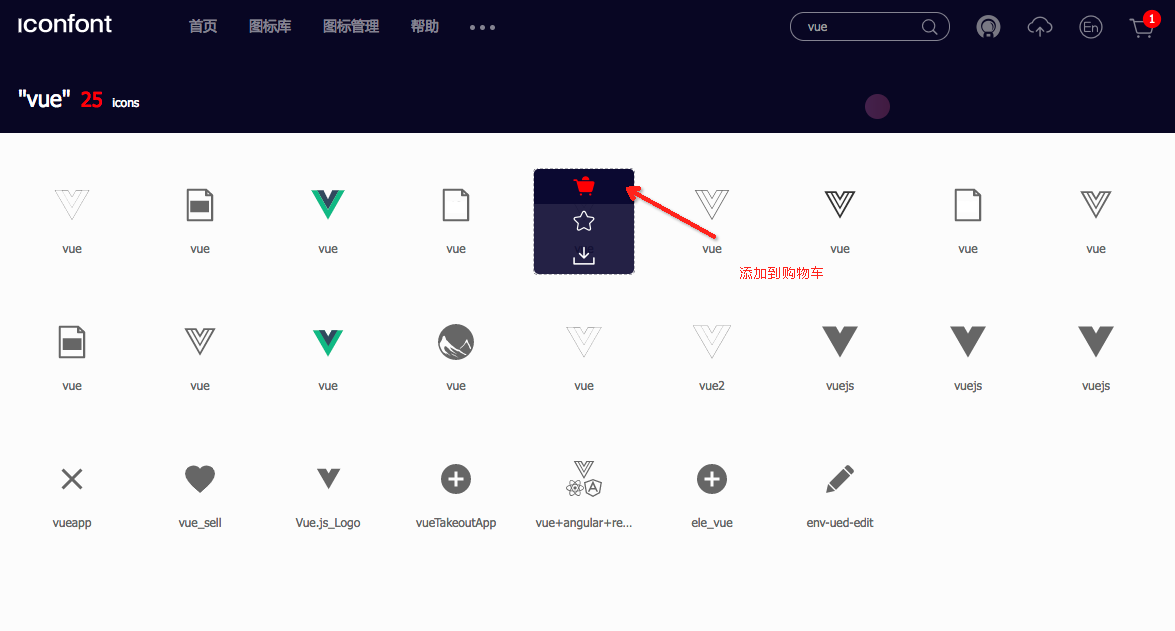 iconfont 首页 图标库 图标管理 帮助 vue En 1
"vue" 25 icons
vue vue vue vue vue vue vue vue
添加到购物车
vue vue vue vue vue vue2 vuejs vuejs vuejs
vueapp vue_sell Vue.js_Logo vueTakeoutApp vue+angular+re... ele_vue env-ued-edit